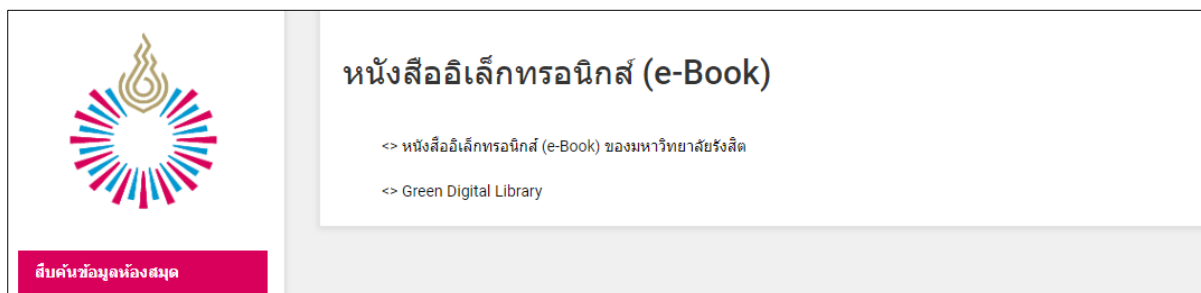 หนังสืออิเล็กทรอนิกส์ (e-Book)
<> หนังสืออิเล็กทรอนิกส์ (e-Book) ของมหาวิทยาลัยรังสิต
<> Green Digital Library
สืบค้นข้อมูลห้องสมุด